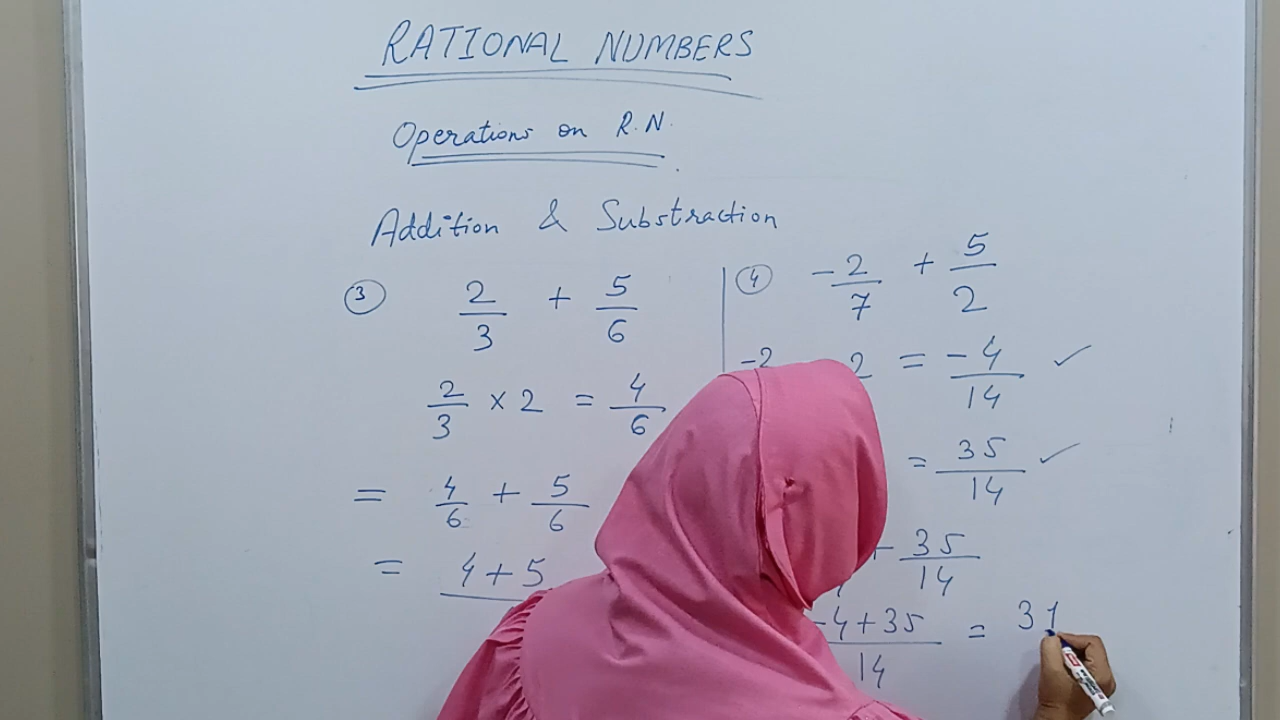 RATIONAL NUMBERS
Operations on R.N.
Addition & Substraction
③ 2/3 + 5/6
2/3 × 2 = 4/6
= 4/6 + 5/6
= 4+5
④ -2/7 + 5/2
-2 2 = -4/14 ✓
= 35/14 ✓
+ 35/14
-4+35/14 = 31